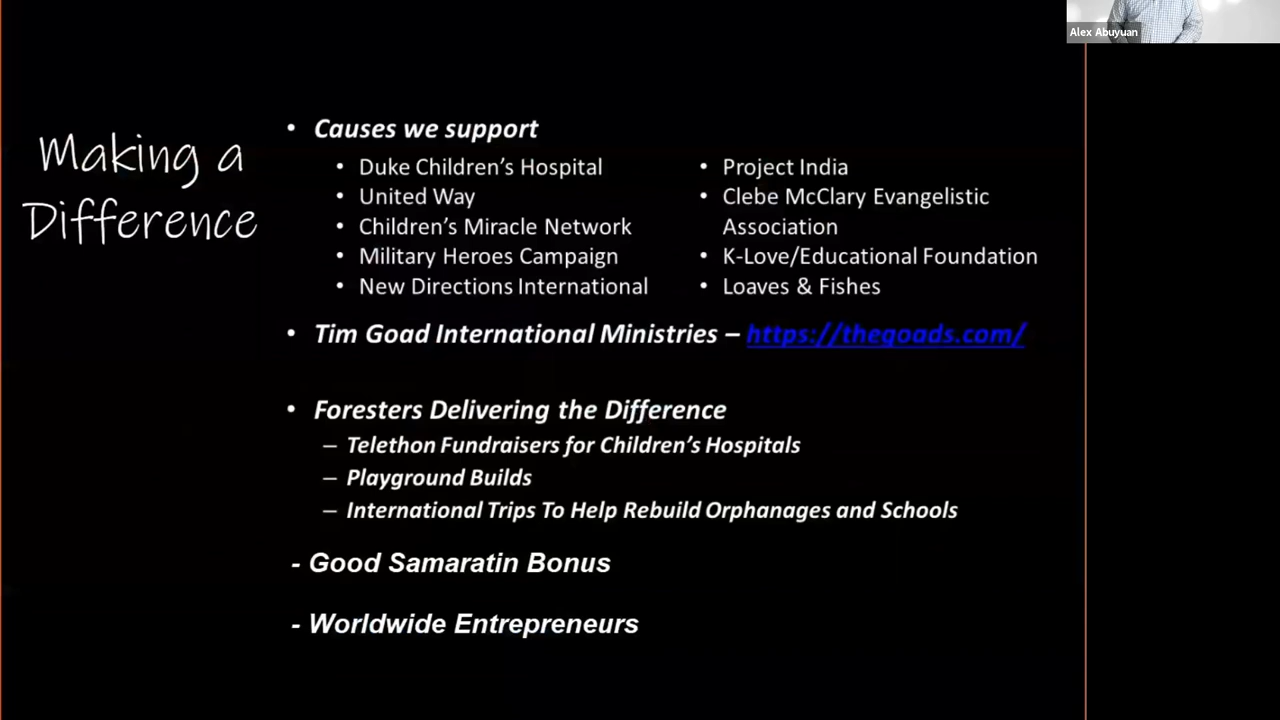 Alex Abuyuan
Making a
Difference
• Causes we support
• Duke Children's Hospital
• United Way
• Children's Miracle Network
• Military Heroes Campaign
• New Directions International
• Project India
• Clebe McClary Evangelistic
Association
• K-Love/Educational Foundation
• Loaves & Fishes
• Tim Goad International Ministries – https://thegoads.com/
• Foresters Delivering the Difference
– Telethon Fundraisers for Children's Hospitals
– Playground Builds
– International Trips To Help Rebuild Orphanages and Schools
- Good Samaratin Bonus
- Worldwide Entrepreneurs